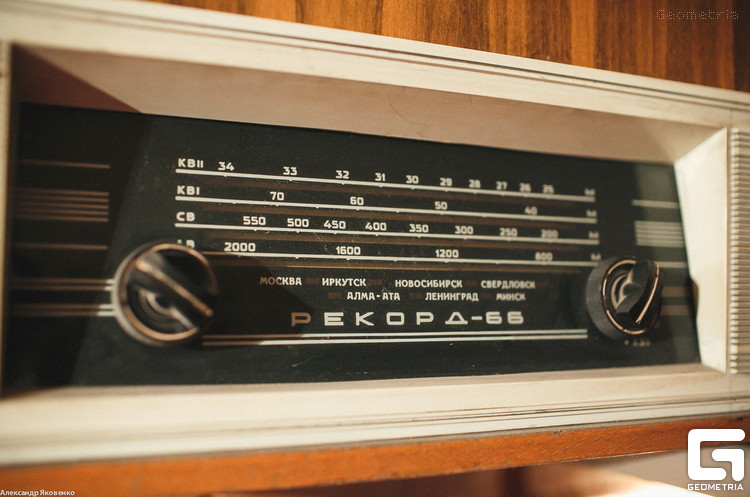 Geometria
КВII 34 33 32 31 30 29 28 27 26 25 М
КВI 70 60 50 40 М
СВ 550 500 450 400 350 300 250 200 М
ДВ 2000 1600 1200 800 М
МОСКВА ИРКУТСК НОВОСИБИРСК СВЕРДЛОВСК
АЛМА-АТА ЛЕНИНГРАД МИНСК
РЕКОРД-66
GEOMETRIA
Александр Яковенко